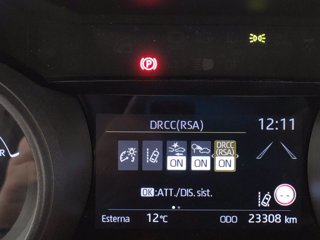 P
DRCC(RSA)
12:11
DRCC
(RSA)
ON ON ON
OK:ATT./DIS. sist.
Esterna 12°C ODO 23308 km